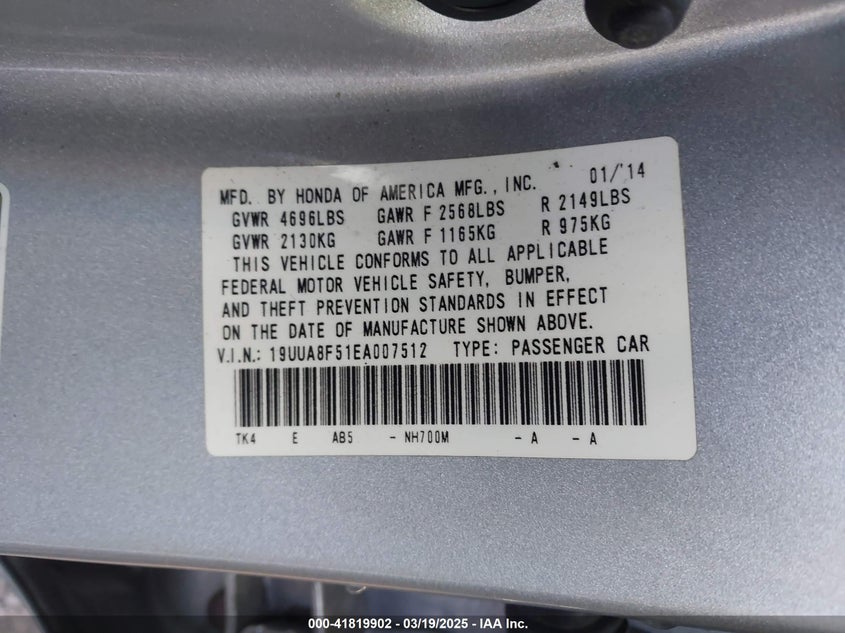 MFD. BY HONDA OF AMERICA MFG., INC. 01/'14
GVWR 4696LBS GAWR F 2568LBS R 2149LBS
GVWR 2130KG GAWR F 1165KG R 975KG
THIS VEHICLE CONFORMS TO ALL APPLICABLE
FEDERAL MOTOR VEHICLE SAFETY, BUMPER,
AND THEFT PREVENTION STANDARDS IN EFFECT
ON THE DATE OF MANUFACTURE SHOWN ABOVE.
V.I.N.: 19UUA8F51EA007512 TYPE: PASSENGER CAR
TK4 E AB5 - NH700M - A - A
000-41819902 - 03/19/2025 - IAA Inc.